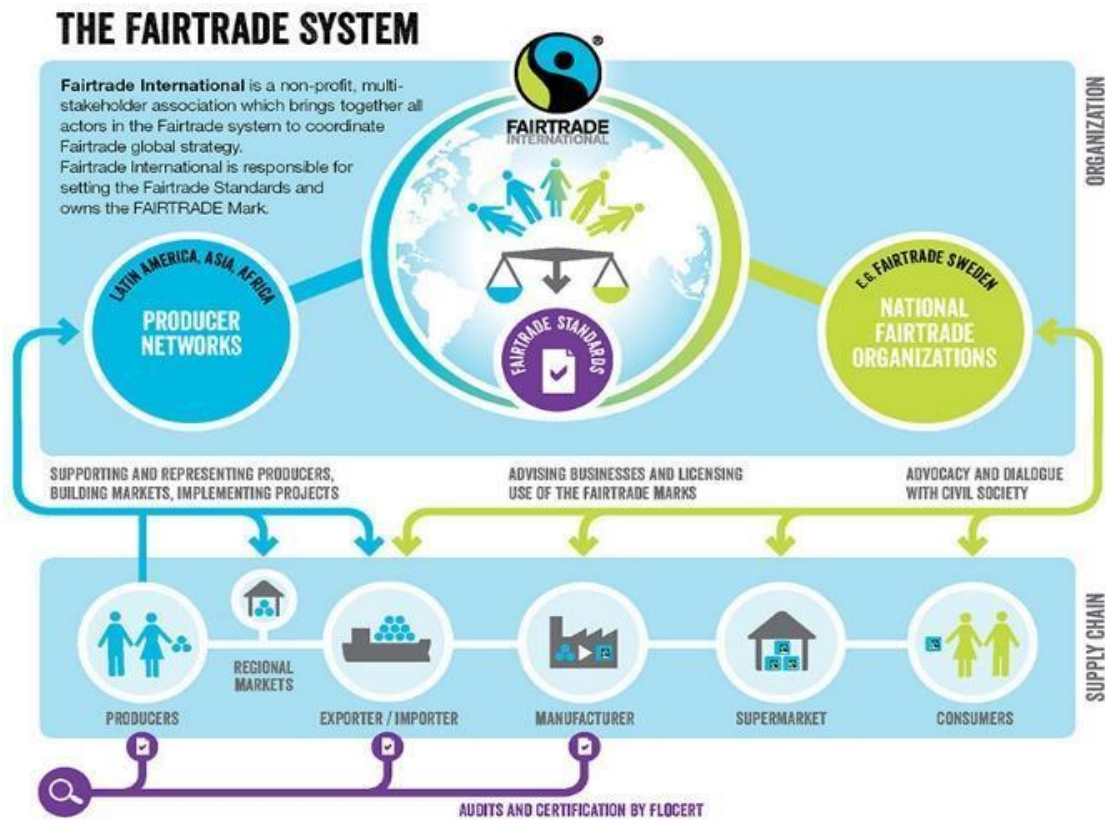 THE FAIRTRADE SYSTEM
Fairtrade International is a non-profit, multi-
stakeholder association which brings together all
actors in the Fairtrade system to coordinate
Fairtrade global strategy.
Fairtrade International is responsible for
setting the Fairtrade Standards and
owns the FAIRTRADE Mark.
®
FAIRTRADE
INTERNATIONAL
ORGANIZATION
LATIN AMERICA, ASIA, AFRICA
PRODUCER
NETWORKS
FAIRTRADE STANDARDS
E.G. FAIRTRADE SWEDEN
NATIONAL
FAIRTRADE
ORGANIZATIONS
SUPPORTING AND REPRESENTING PRODUCERS,
BUILDING MARKETS, IMPLEMENTING PROJECTS
ADVISING BUSINESSES AND LICENSING
USE OF THE FAIRTRADE MARKS
ADVOCACY AND DIALOGUE
WITH CIVIL SOCIETY
SUPPLY CHAIN
PRODUCERS
REGIONAL
MARKETS
EXPORTER / IMPORTER
MANUFACTURER
SUPERMARKET
CONSUMERS
AUDITS AND CERTIFICATION BY FLOCERT